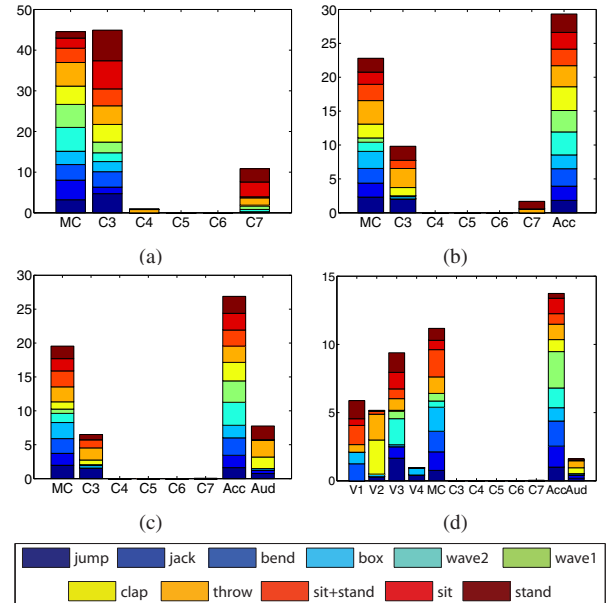 50
40
30
20
10
0
MC C3 C4 C5 C6 C7
(a)
30
25
20
15
10
5
0
MC C3 C4 C5 C6 C7 Acc
(b)
30
25
20
15
10
5
0
MC C3 C4 C5 C6 C7 Acc Aud
(c)
15
10
5
0
V1 V2 V3 V4 MC C3 C4 C5 C6 C7 Acc Aud
(d)
jump jack bend box wave2 wave1
clap throw sit+stand sit stand